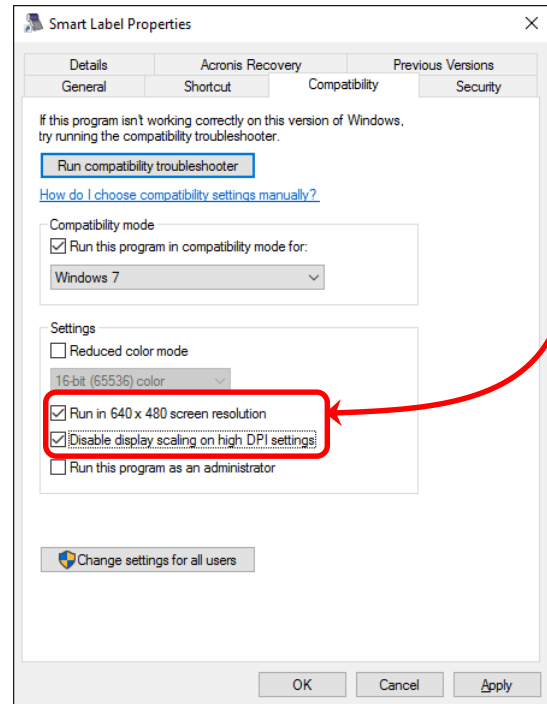 Smart Label Properties
Details Acronis Recovery Previous Versions
General Shortcut Compatibility Security
If this program isn't working correctly on this version of Windows,
try running the compatibility troubleshooter.
Run compatibility troubleshooter
How do I choose compatibility settings manually?
Compatibility mode
Run this program in compatibility mode for:
Windows 7
Settings
Reduced color mode
16-bit (65536) color
Run in 640 x 480 screen resolution
Disable display scaling on high DPI settings
Run this program as an administrator
Change settings for all users
OK Cancel Apply